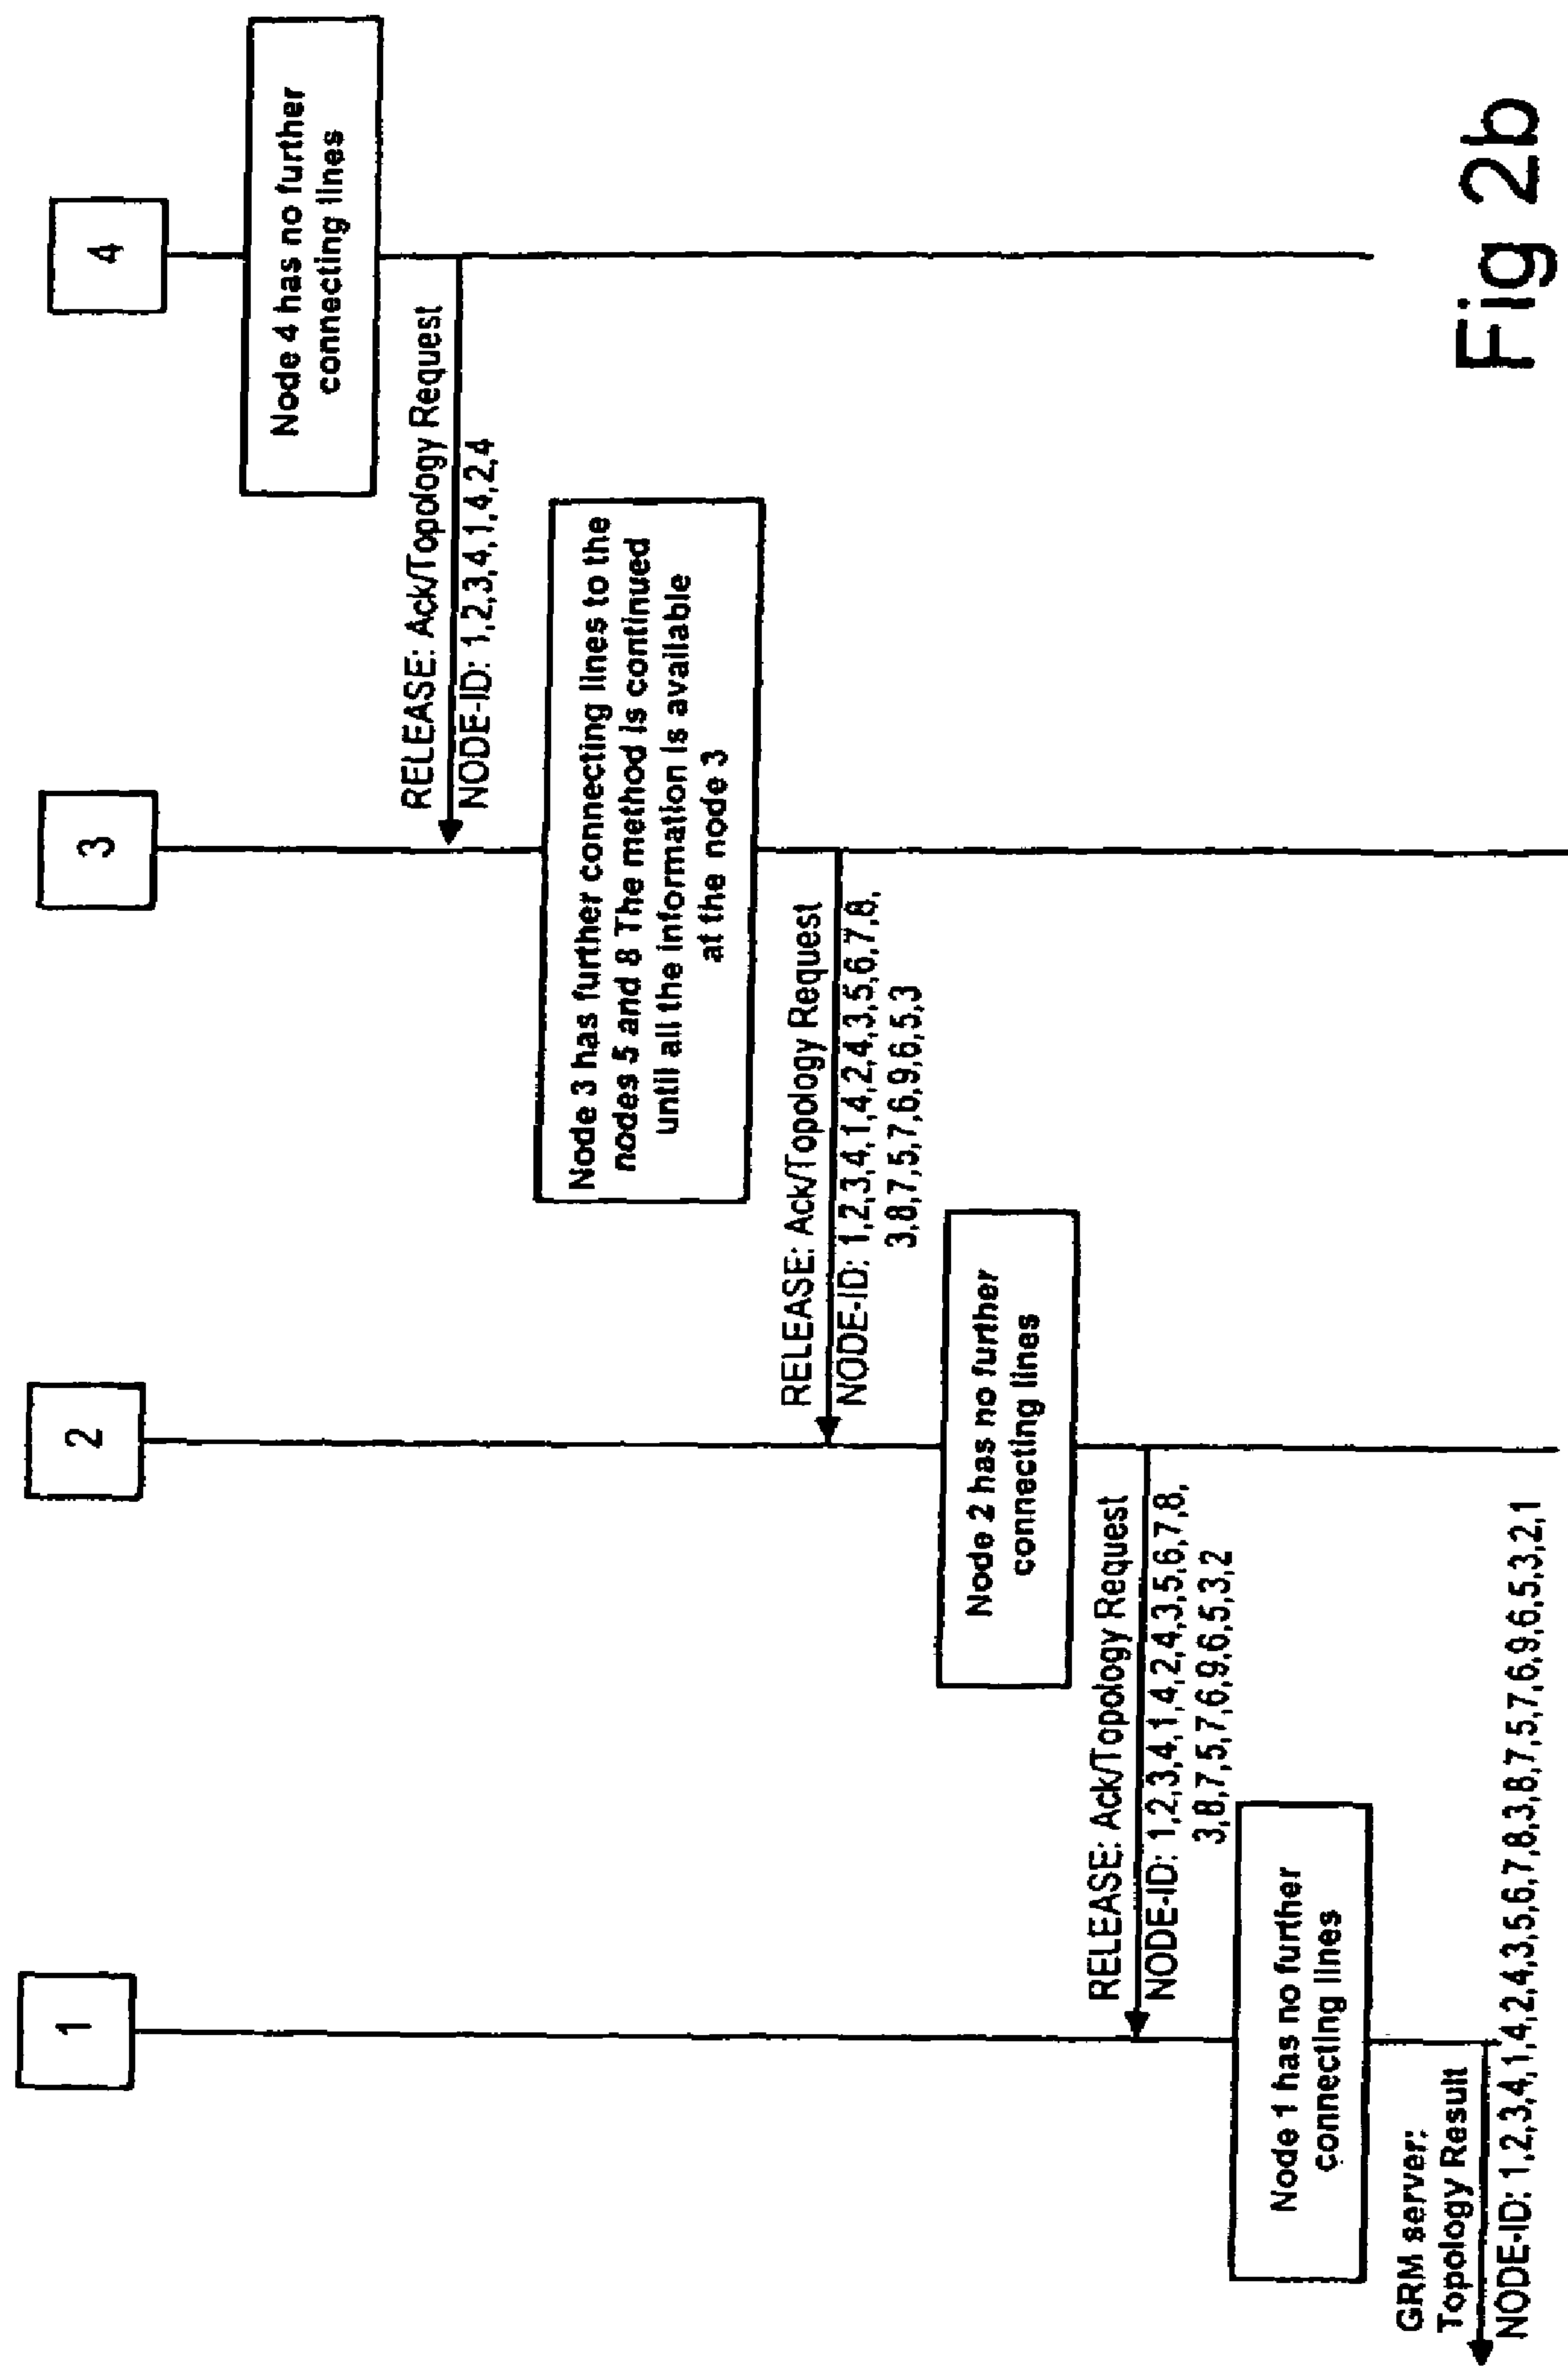 1
2
3
4
Node 4 has no further
connecting lines
RELEASE: Ack/Topology Request
NODE-ID: 1,2,3,4,1,4,2,4
Node 3 has further connecting lines to the
nodes 5 and 8 The method is continued
until all the information is available
at the node 3
RELEASE: Ack/Topology Request
NODE-ID: 1,2,3,4,1,4,2,4,3,5,6,7,8,
3,8,7,5,7,6,9,6,5,3
Node 2 has no further
connecting lines
RELEASE: Ack/Topology Request
NODE-ID: 1,2,3,4,1,4,2,4,3,5,6,7,8,
3,8,7,5,7,6,9,6,5,3,2
Node 1 has no further
connecting lines
GRM server:
Topology Result
NODE-ID: 1,2,3,4,1,4,2,4,3,5,6,7,8,3,8,7,5,7,6,9,6,5,3,2,1
Fig 2b